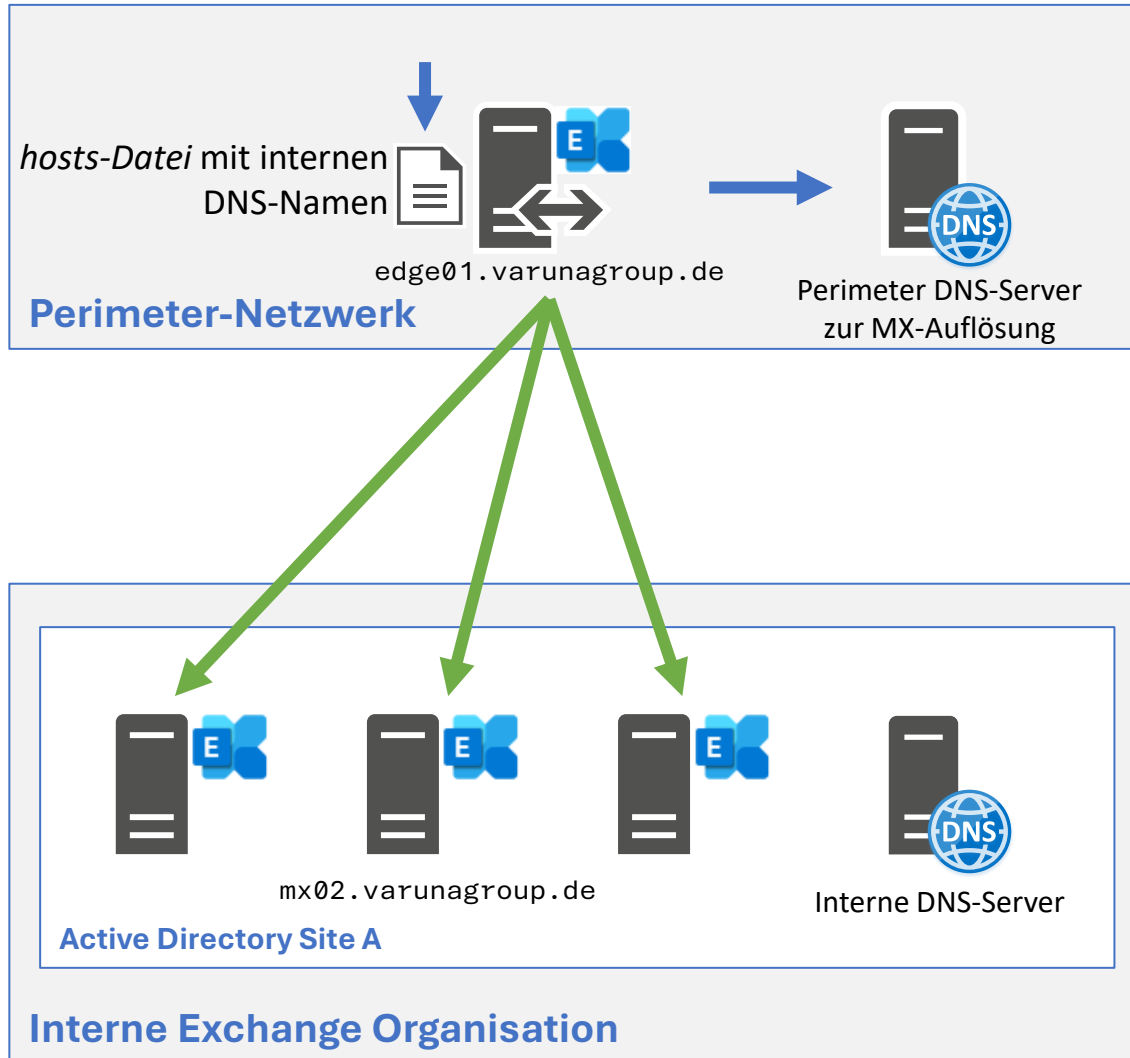 E
hosts-Datei mit internen
DNS-Namen
DNS
edge01.varunagroup.de
Perimeter DNS-Server
zur MX-Auflösung
Perimeter-Netzwerk
E
E
E
DNS
mx02.varunagroup.de
Interne DNS-Server
Active Directory Site A
Interne Exchange Organisation